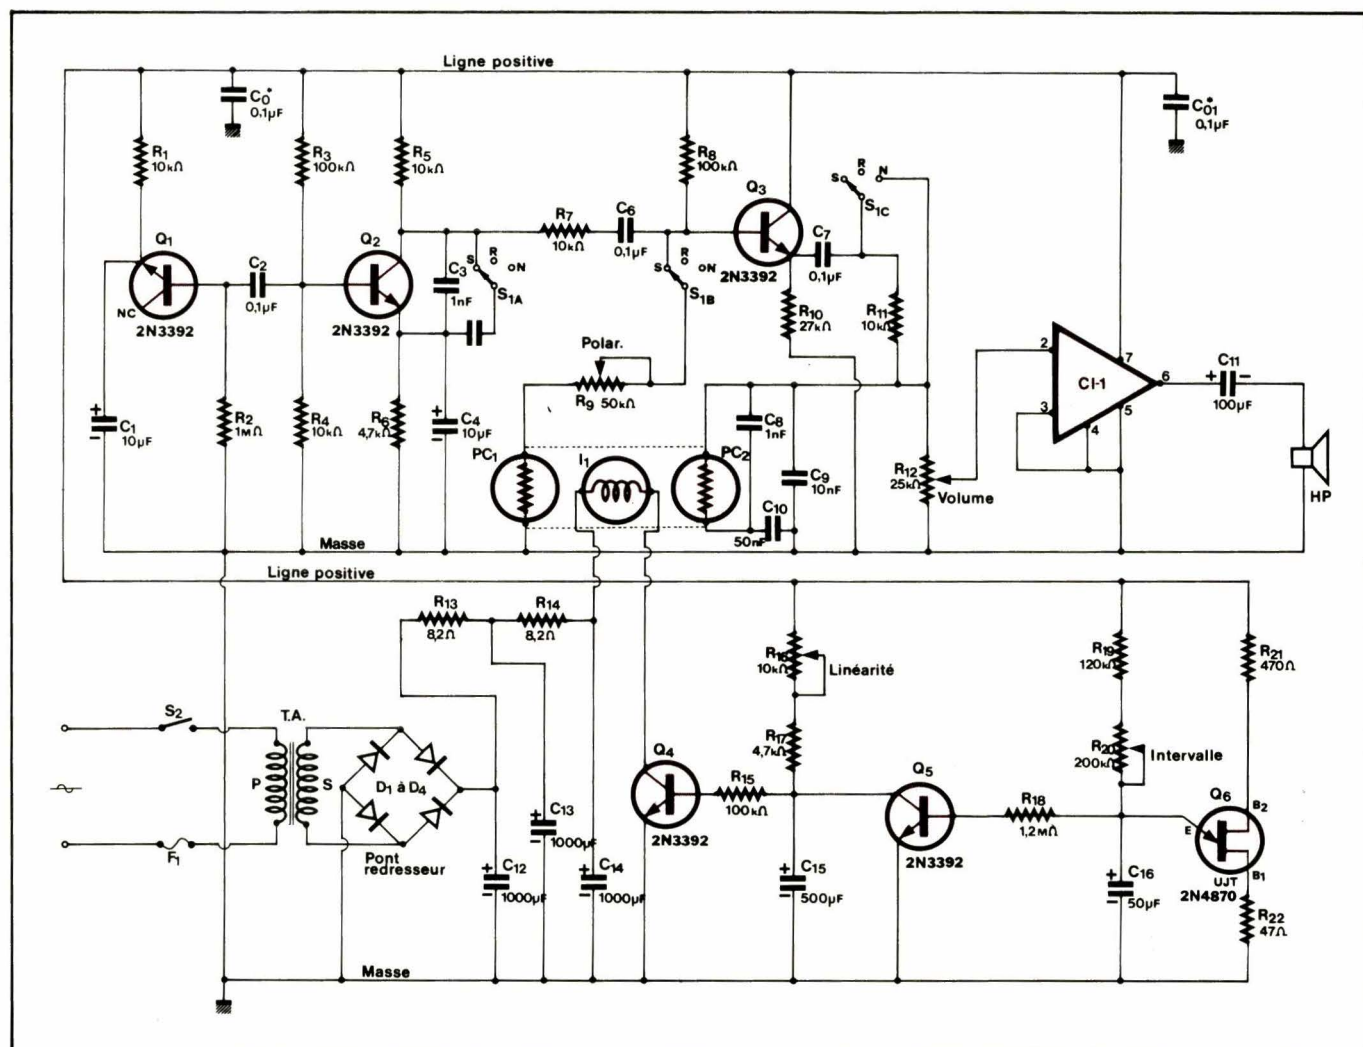 Ligne positive
C0*
0,1µF
C01*
0,1µF
R1
10kΩ
R3
100kΩ
R5
10kΩ
R8
100kΩ
Q3
S
R
N
S1C
Q1
C2
0,1µF
Q2
C3
1nF
S
R
N
S1A
R7
10kΩ
C6
0,1µF
S
R
N
S1B
2N3392
C7
0,1µF
NC
2N3392
2N3392
R10
27kΩ
R11
10kΩ
Polar.
R9 50kΩ
2
3
4
5
6
7
CI-1
C11
+ -
100µF
+
-
C1
10µF
R2
1MΩ
R4
10kΩ
R6
4,7kΩ
+
-
C4
10µF
PC1
I1
PC2
C8
1nF
C9
10nF
C10
50nF
R12
25kΩ
Volume
HP
Masse
Ligne positive
R13
8,2Ω
R14
8,2Ω
R16
10kΩ
Linéarité
R19
120kΩ
R21
470Ω
S2
T.A.
P
S
D1 à D4
Pont
redresseur
F1
Q4
2N3392
R15
100kΩ
R17
4,7kΩ
Q5
2N3392
R18
1,2MΩ
R20
200kΩ
Intervalle
Q6
B2
E
B1
UJT
2N4870
+
-
C13
1000µF
+
-
C12
1000µF
+
-
C14
1000µF
+
-
C15
500µF
+
-
C16
50µF
R22
47Ω
Masse